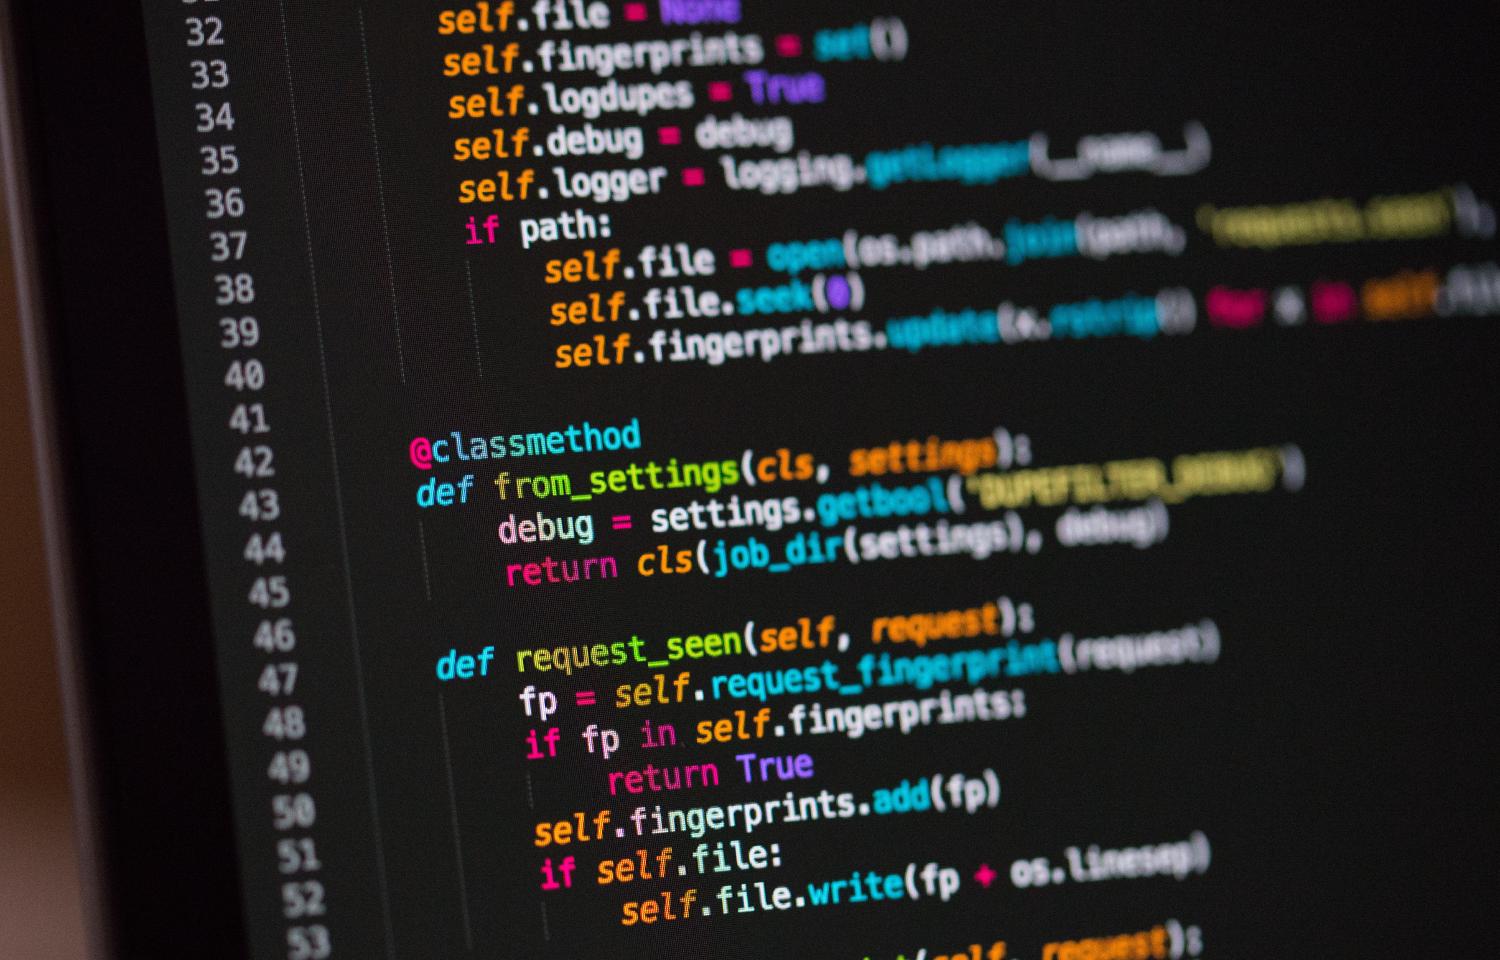 32 self.file = None
33 self.fingerprints = set()
34 self.logdupes = True
35 self.debug = debug
36 self.logger = logging.getLogger(__name__)
37 if path:
38 self.file = open(os.path.join(path, 'requests.seen'),
39 self.file.seek(0)
40 self.fingerprints.update(x.rstrip() for x in self.file
41
42 @classmethod
43 def from_settings(cls, settings):
44 debug = settings.getbool('DUPEFILTER_DEBUG')
45 return cls(job_dir(settings), debug)
46
47 def request_seen(self, request):
48 fp = self.request_fingerprint(request)
49 if fp in self.fingerprints:
50 return True
51 self.fingerprints.add(fp)
52 if self.file:
53 self.file.write(fp + os.linesep)
(self, request):